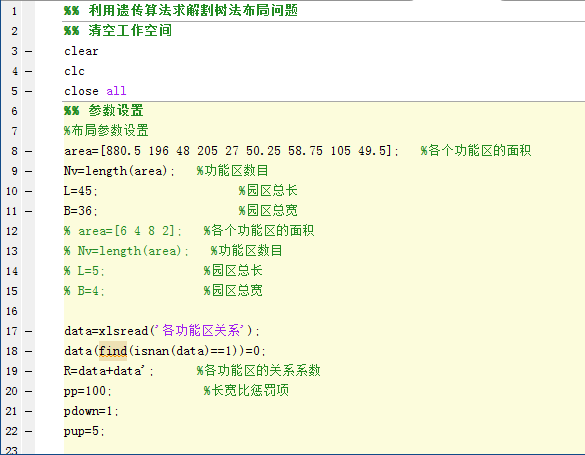 1 %% 利用遗传算法求解割树法布局问题
2 %% 清空工作空间
3 — clear
4 — clc
5 — close all
6 %% 参数设置
7 %布局参数设置
8 — area=[880.5 196 48 205 27 50.25 58.75 105 49.5]; %各个功能区的面积
9 — Nv=length(area); %功能区数目
10 — L=45; %园区总长
11 — B=36; %园区总宽
12 % area=[6 4 8 2]; %各个功能区的面积
13 % Nv=length(area); %功能区数目
14 % L=5; %园区总长
15 % B=4; %园区总宽
16
17 — data=xlsread('各功能区关系');
18 — data(find(isnan(data)==1))=0;
19 — R=data+data'; %各功能区的关系系数
20 — pp=100; %长宽比惩罚项
21 — pdown=1;
22 — pup=5;
23